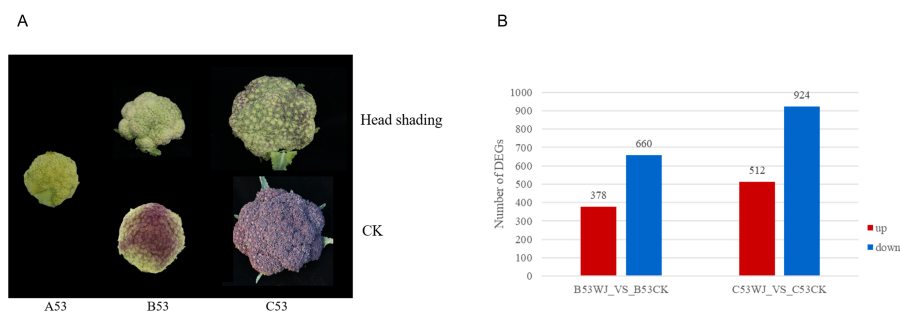 A
Head shading
CK
A53 B53 C53
B
Number of DEGs
1000
900
800
700
600
500
400
300
200
100
0
378
660
512
924
B53WJ_VS_B53CK C53WJ_VS_C53CK
up
down